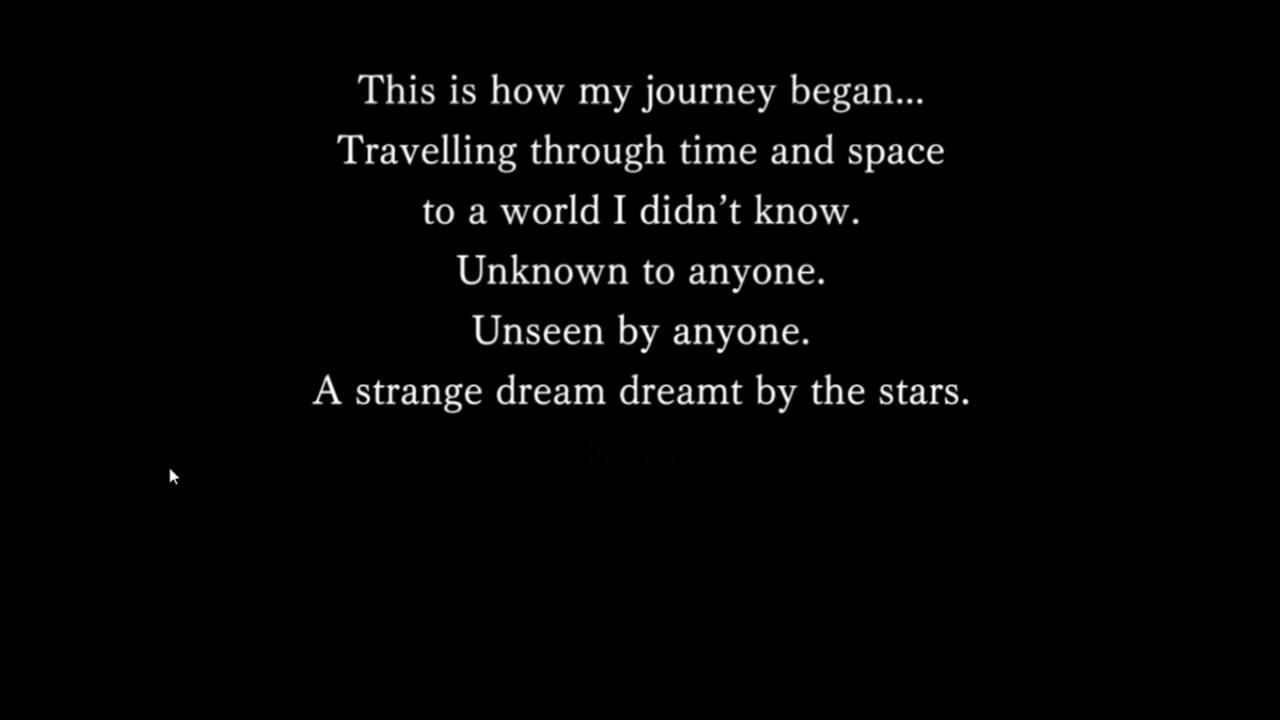 This is how my journey began...
Travelling through time and space
to a world I didn’t know.
Unknown to anyone.
Unseen by anyone.
A strange dream dreamt by the stars.
Now...